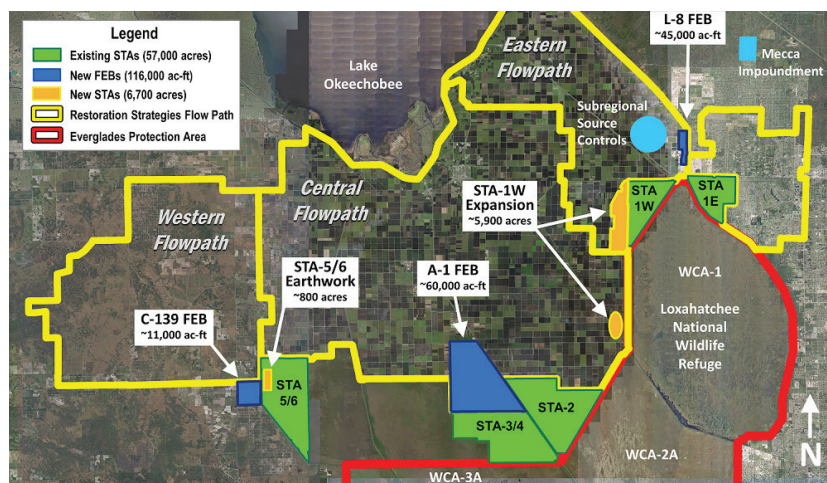 Legend
Existing STAs (57,000 acres)
New FEBs (116,000 ac-ft)
New STAs (6,700 acres)
Restoration Strategies Flow Path
Everglades Protection Area
Lake
Okeechobee
Eastern
Flowpath
L-8 FEB
~45,000 ac-ft
Mecca
Impoundment
Subregional
Source
Controls
Western
Flowpath
Central
Flowpath
STA-1W
Expansion
~5,900 acres
STA
1W
STA
1E
STA-5/6
Earthwork
~800 acres
A-1 FEB
~60,000 ac-ft
C-139 FEB
~11,000 ac-ft
WCA-1
Loxahatchee
National
Wildlife
Refuge
STA
5/6
STA-2
STA-3/4
WCA-2A
WCA-3A
N